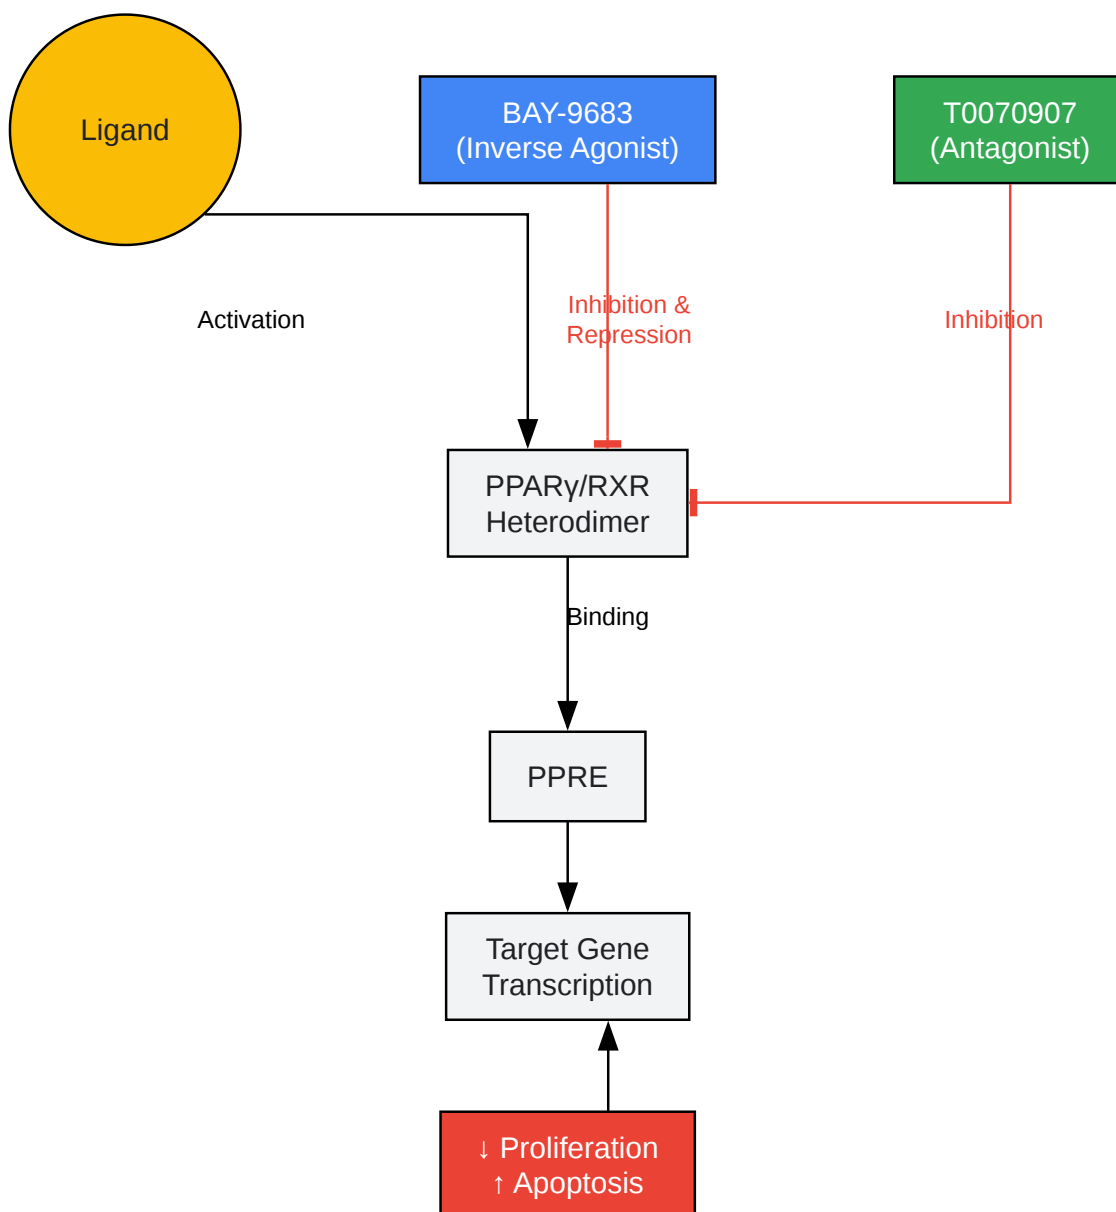 Ligand
BAY-9683
(Inverse Agonist)
T0070907
(Antagonist)
Activation
Inhibition &
Repression
Inhibition
PPARγ/RXR
Heterodimer
Binding
PPRE
Target Gene
Transcription
↓ Proliferation
↑ Apoptosis